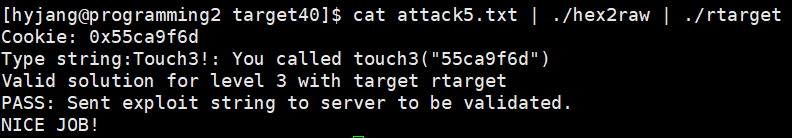 [hyjang@programming2 target40]$ cat attack5.txt | ./hex2raw | ./rtarget
Cookie: 0x55ca9f6d
Type string:Touch3!: You called touch3("55ca9f6d")
Valid solution for level 3 with target rtarget
PASS: Sent exploit string to server to be validated.
NICE JOB!